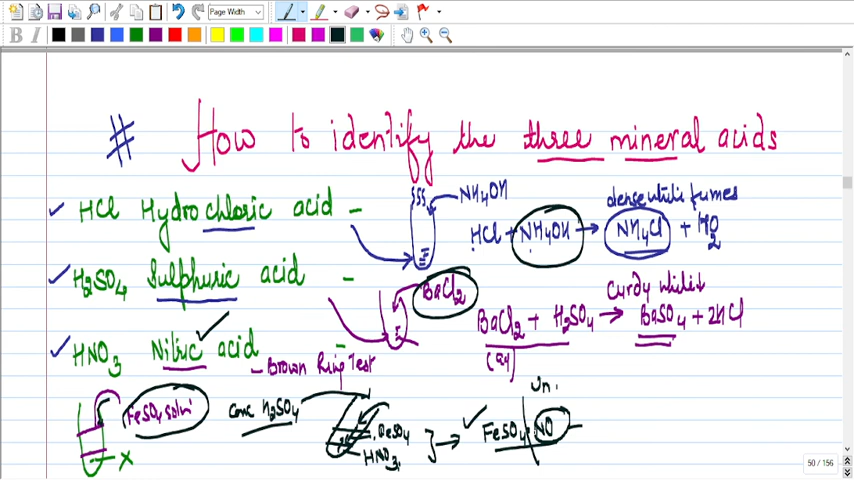 Page Width
B I
# How to identify the three mineral acids
✓ HCl Hydrochloric acid –
NH4OH
dense white fumes
HCl + NH4OH → NH4Cl + H2O
✓ H2SO4 Sulphuric acid –
BaCl2
Curdy white
BaCl2 + H2SO4 → BaSO4 + 2HCl
(aq)
✓ HNO3 Nitric acid –
– Brown Ring Test
FeSO4 soln
Conc H2SO4
FeSO4
HNO3
→ ✓ FeSO4 . NO
Un.
x
50 / 156